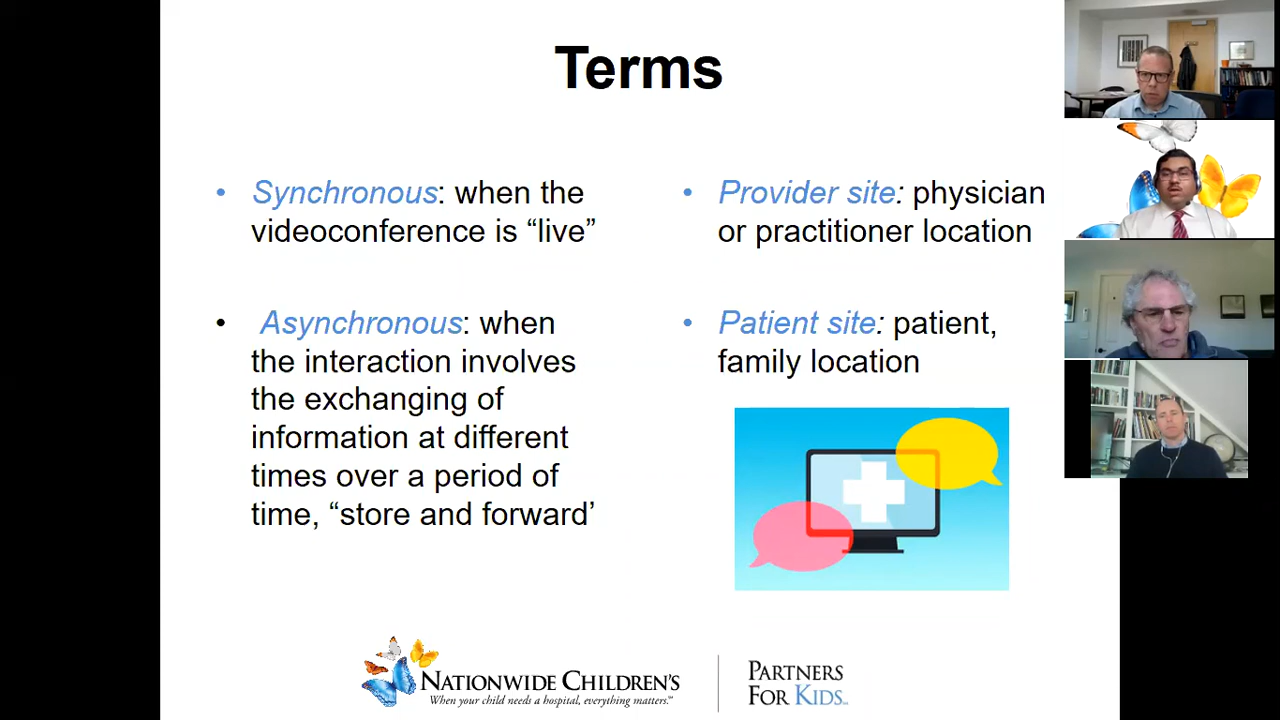 Terms
• Synchronous: when the
videoconference is “live”
• Asynchronous: when
the interaction involves
the exchanging of
information at different
times over a period of
time, “store and forward’
• Provider site: physician
or practitioner location
• Patient site: patient,
family location
NATIONWIDE CHILDREN'S
When your child needs a hospital, everything matters.℠
PARTNERS
FOR KIDS